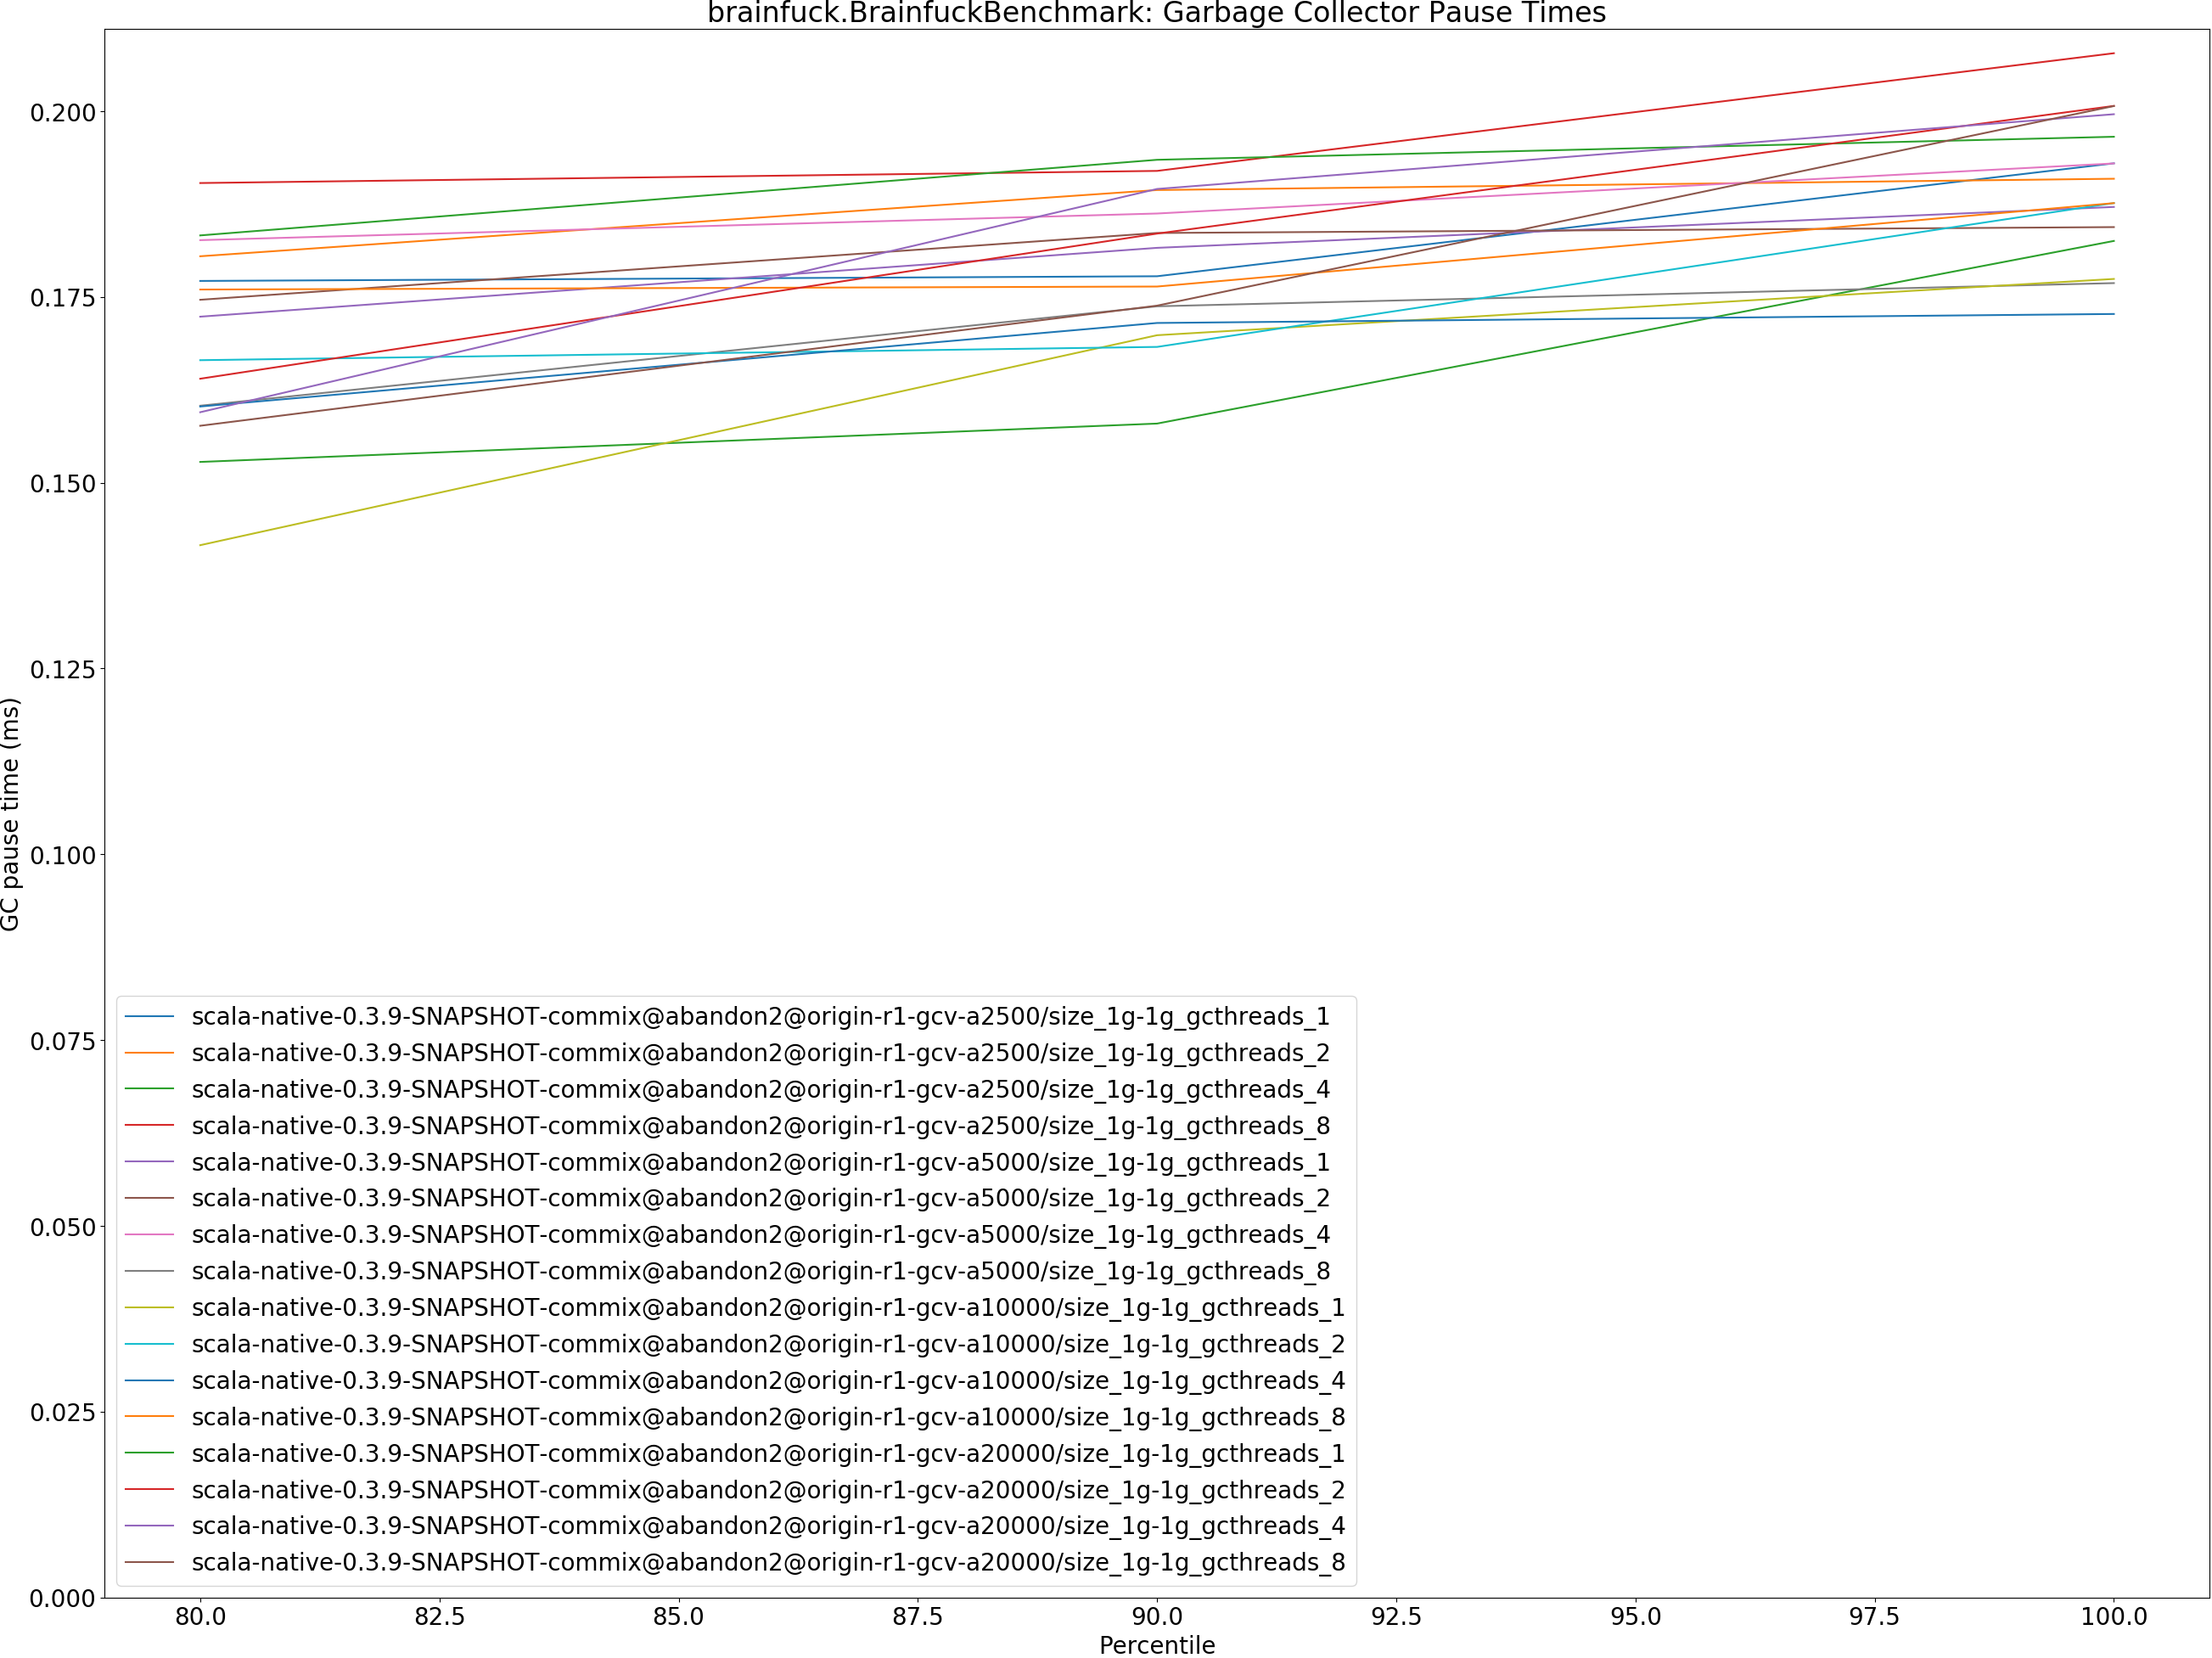 brainfuck.BrainfuckBenchmark: Garbage Collector Pause Times
0.200
0.175
0.150
0.125
0.100
0.075
0.050
0.025
0.000
GC pause time (ms)
scala-native-0.3.9-SNAPSHOT-commix@abandon2@origin-r1-gcv-a2500/size_1g-1g_gcthreads_1
scala-native-0.3.9-SNAPSHOT-commix@abandon2@origin-r1-gcv-a2500/size_1g-1g_gcthreads_2
scala-native-0.3.9-SNAPSHOT-commix@abandon2@origin-r1-gcv-a2500/size_1g-1g_gcthreads_4
scala-native-0.3.9-SNAPSHOT-commix@abandon2@origin-r1-gcv-a2500/size_1g-1g_gcthreads_8
scala-native-0.3.9-SNAPSHOT-commix@abandon2@origin-r1-gcv-a5000/size_1g-1g_gcthreads_1
scala-native-0.3.9-SNAPSHOT-commix@abandon2@origin-r1-gcv-a5000/size_1g-1g_gcthreads_2
scala-native-0.3.9-SNAPSHOT-commix@abandon2@origin-r1-gcv-a5000/size_1g-1g_gcthreads_4
scala-native-0.3.9-SNAPSHOT-commix@abandon2@origin-r1-gcv-a5000/size_1g-1g_gcthreads_8
scala-native-0.3.9-SNAPSHOT-commix@abandon2@origin-r1-gcv-a10000/size_1g-1g_gcthreads_1
scala-native-0.3.9-SNAPSHOT-commix@abandon2@origin-r1-gcv-a10000/size_1g-1g_gcthreads_2
scala-native-0.3.9-SNAPSHOT-commix@abandon2@origin-r1-gcv-a10000/size_1g-1g_gcthreads_4
scala-native-0.3.9-SNAPSHOT-commix@abandon2@origin-r1-gcv-a10000/size_1g-1g_gcthreads_8
scala-native-0.3.9-SNAPSHOT-commix@abandon2@origin-r1-gcv-a20000/size_1g-1g_gcthreads_1
scala-native-0.3.9-SNAPSHOT-commix@abandon2@origin-r1-gcv-a20000/size_1g-1g_gcthreads_2
scala-native-0.3.9-SNAPSHOT-commix@abandon2@origin-r1-gcv-a20000/size_1g-1g_gcthreads_4
scala-native-0.3.9-SNAPSHOT-commix@abandon2@origin-r1-gcv-a20000/size_1g-1g_gcthreads_8
80.0 82.5 85.0 87.5 90.0 92.5 95.0 97.5 100.0
Percentile